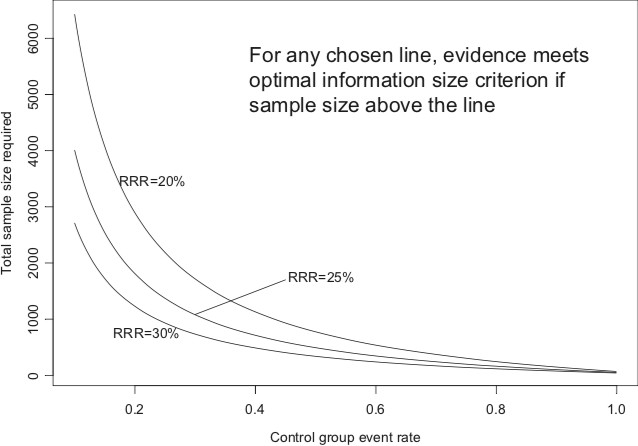 For any chosen line, evidence meets
optimal information size criterion if
sample size above the line
Total sample size required
6000
5000
4000
3000
2000
1000
0
RRR=20%
RRR=25%
RRR=30%
0.2
0.4
0.6
0.8
1.0
Control group event rate